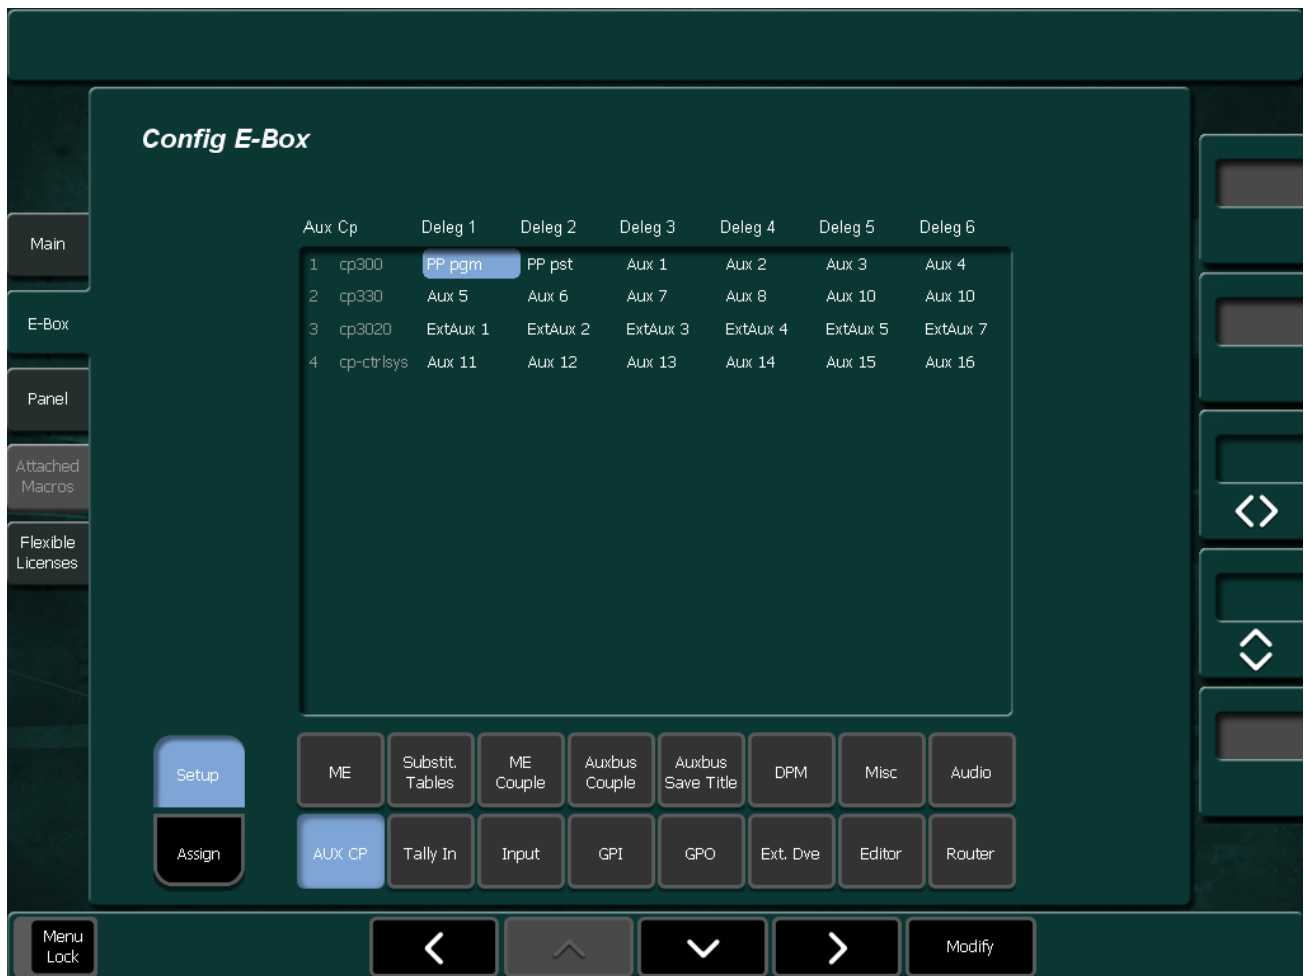 Config E-Box
Aux Cp Deleg 1 Deleg 2 Deleg 3 Deleg 4 Deleg 5 Deleg 6
1 cp300 PP pgm PP pst Aux 1 Aux 2 Aux 3 Aux 4
2 cp330 Aux 5 Aux 6 Aux 7 Aux 8 Aux 10 Aux 10
3 cp3020 ExtAux 1 ExtAux 2 ExtAux 3 ExtAux 4 ExtAux 5 ExtAux 7
4 cp-ctrlsys Aux 11 Aux 12 Aux 13 Aux 14 Aux 15 Aux 16
Main
E-Box
Panel
Attached
Macros
Flexible
Licenses
Setup
Assign
ME
Substit.
Tables
ME
Couple
Auxbus
Couple
Auxbus
Save Title
DPM
Misc
Audio
AUX CP
Tally In
Input
GPI
GPO
Ext. Dve
Editor
Router
Menu
Lock
Modify